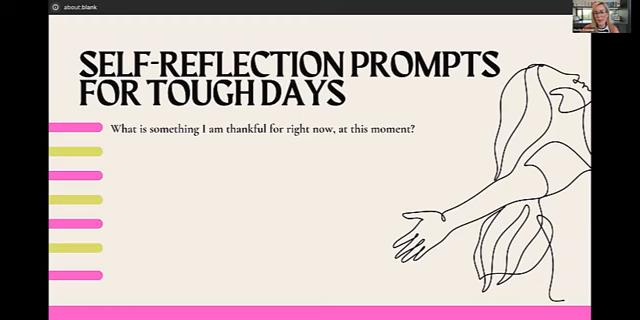 about:blank
SELF-REFLECTION PROMPTS
FOR TOUGH DAYS
What is something I am thankful for right now, at this moment?